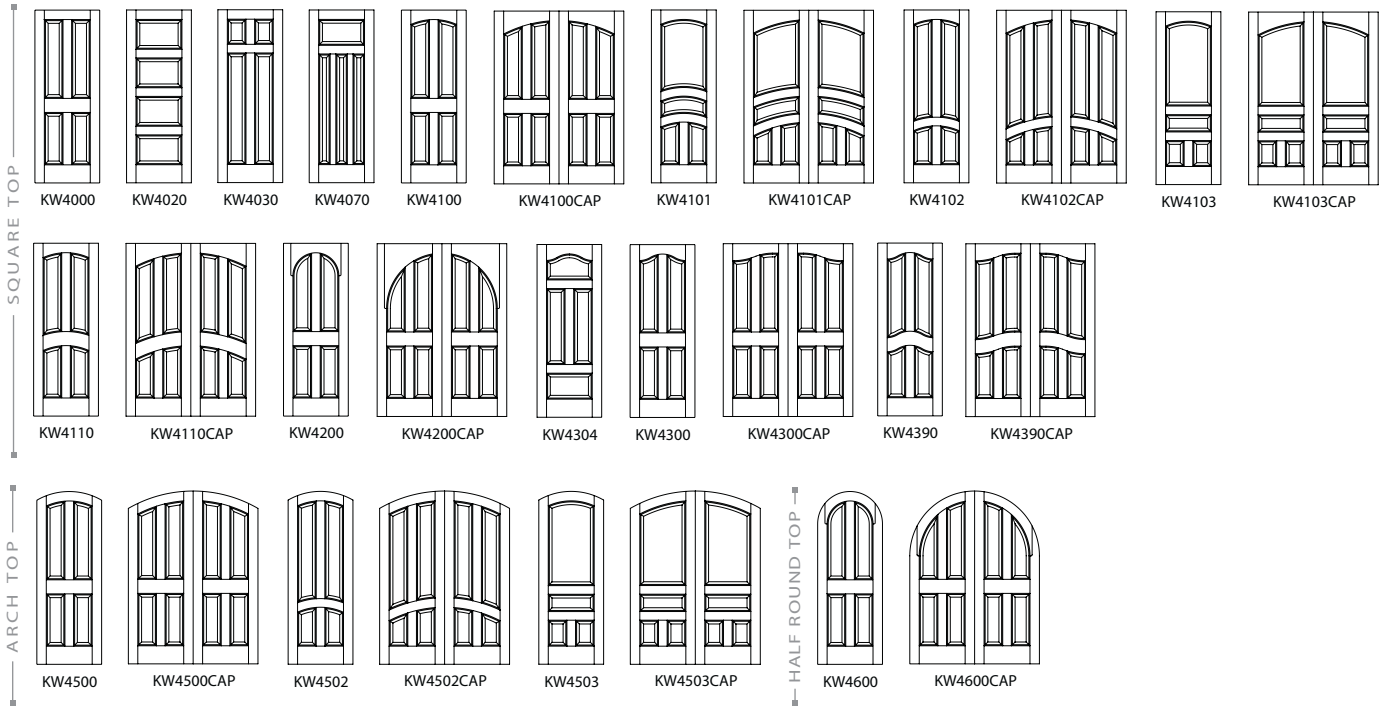 SQUARE TOP
KW4000 KW4020 KW4030 KW4070 KW4100 KW4100CAP KW4101 KW4101CAP KW4102 KW4102CAP KW4103 KW4103CAP
KW4110 KW4110CAP KW4200 KW4200CAP KW4304 KW4300 KW4300CAP KW4390 KW4390CAP
ARCH TOP
KW4500 KW4500CAP KW4502 KW4502CAP KW4503 KW4503CAP
HALF ROUND TOP
KW4600 KW4600CAP